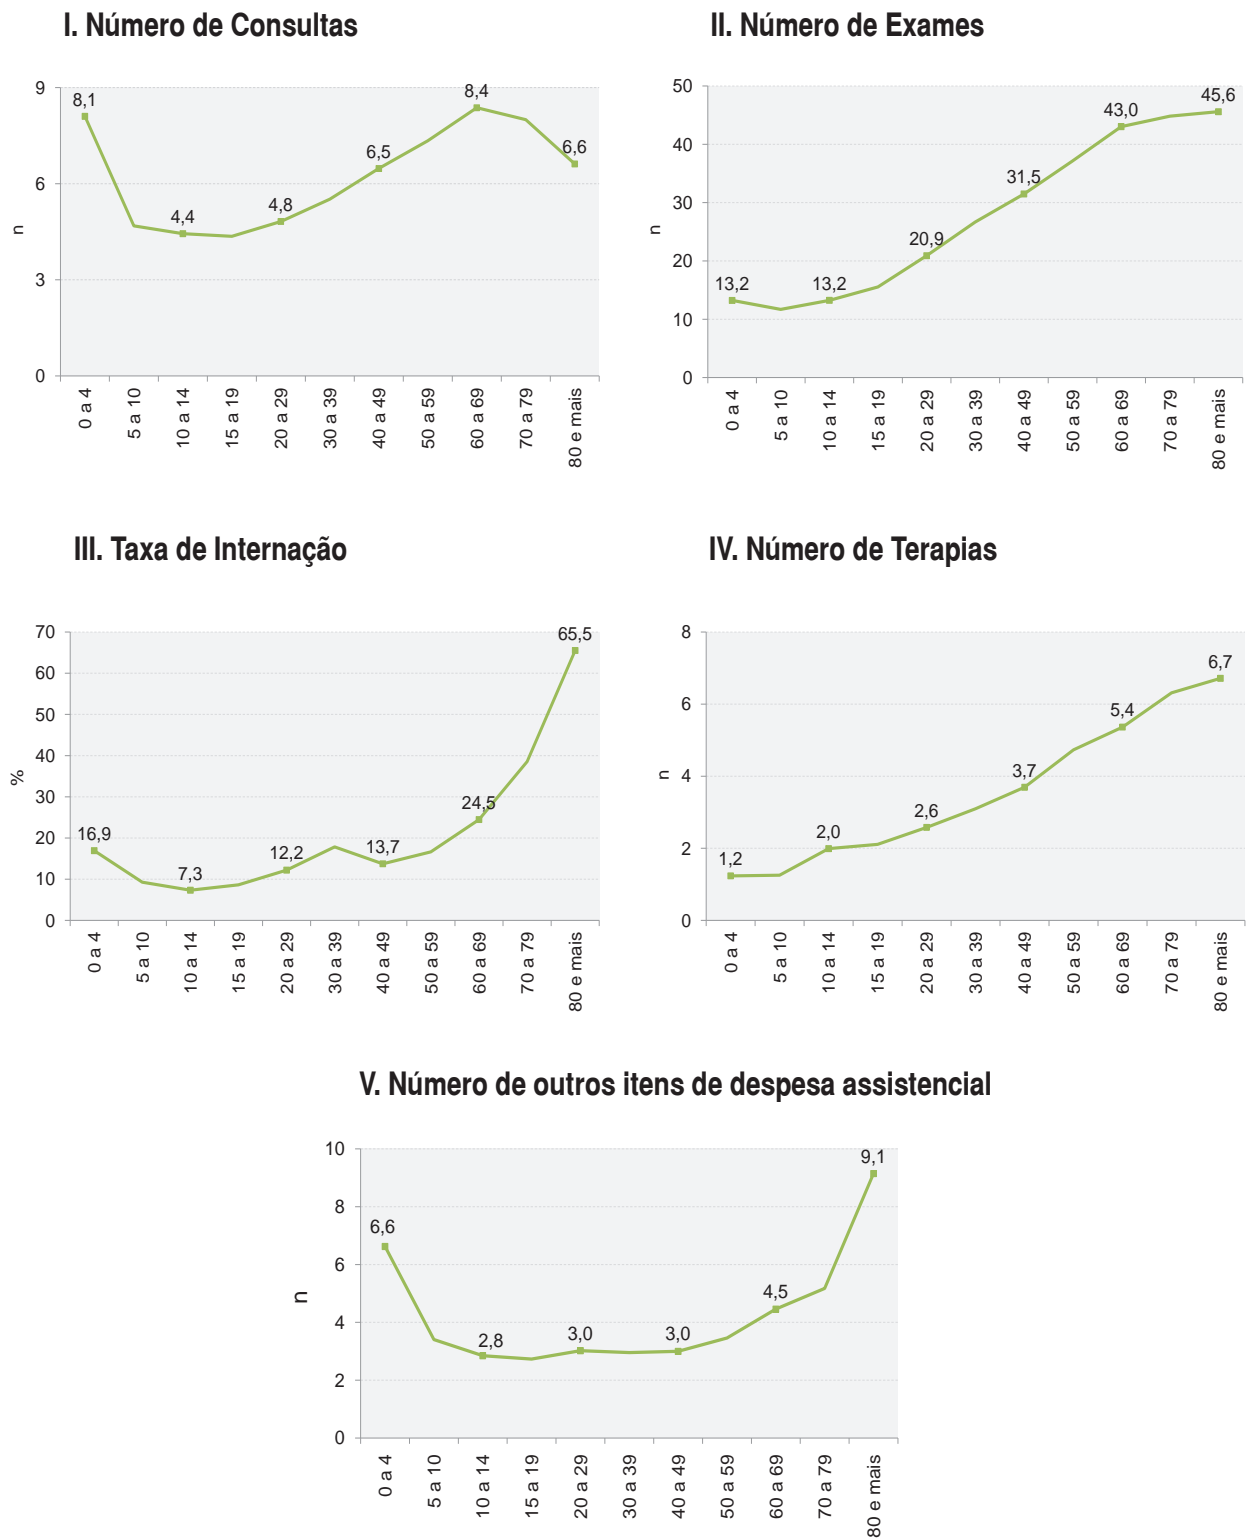 I. Número de Consultas
9
6
3
0
n
8,1
4,4
4,8
6,5
8,4
6,6
0 a 4
5 a 10
10 a 14
15 a 19
20 a 29
30 a 39
40 a 49
50 a 59
60 a 69
70 a 79
80 e mais
II. Número de Exames
50
40
30
20
10
0
n
13,2
13,2
20,9
31,5
43,0
45,6
0 a 4
5 a 10
10 a 14
15 a 19
20 a 29
30 a 39
40 a 49
50 a 59
60 a 69
70 a 79
80 e mais
III. Taxa de Internação
70
60
50
40
30
20
10
0
%
16,9
7,3
12,2
13,7
24,5
65,5
0 a 4
5 a 10
10 a 14
15 a 19
20 a 29
30 a 39
40 a 49
50 a 59
60 a 69
70 a 79
80 e mais
IV. Número de Terapias
8
6
4
2
0
n
1,2
2,0
2,6
3,7
5,4
6,7
0 a 4
5 a 10
10 a 14
15 a 19
20 a 29
30 a 39
40 a 49
50 a 59
60 a 69
70 a 79
80 e mais
V. Número de outros itens de despesa assistencial
10
8
6
4
2
0
n
6,6
2,8
3,0
3,0
4,5
9,1
0 a 4
5 a 10
10 a 14
15 a 19
20 a 29
30 a 39
40 a 49
50 a 59
60 a 69
70 a 79
80 e mais